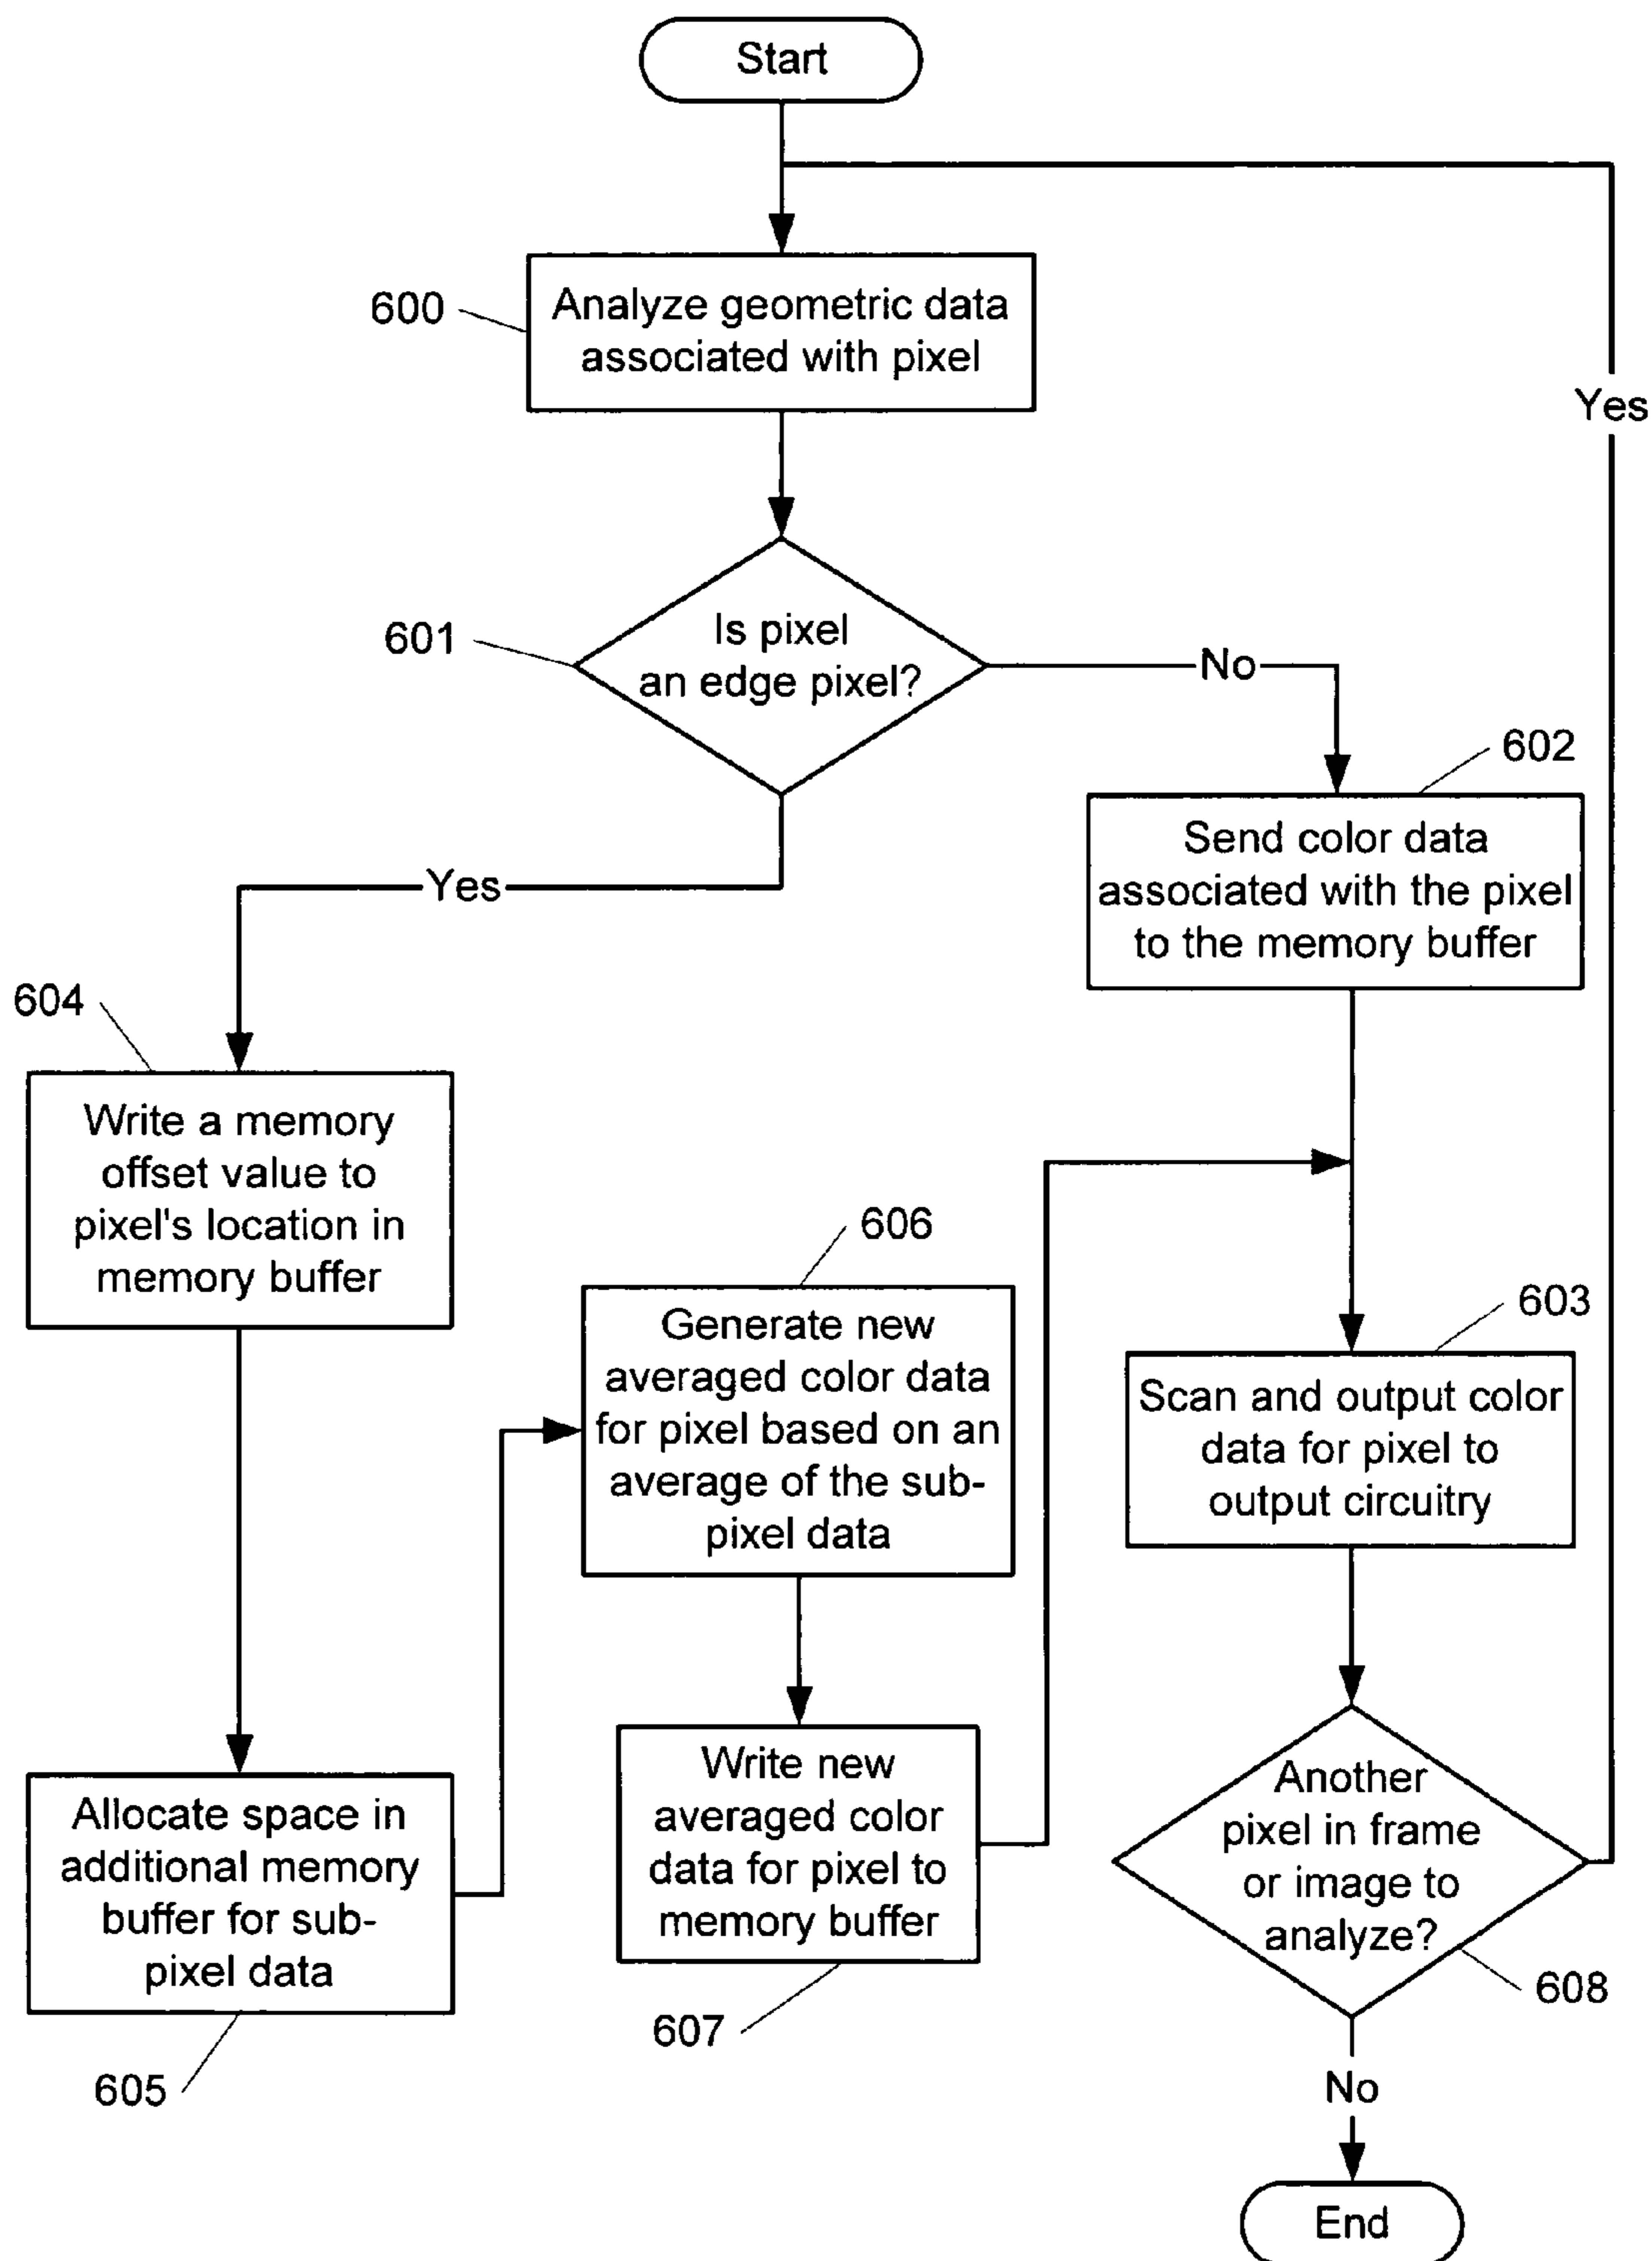 Start
600
Analyze geometric data
associated with pixel
Yes
601
Is pixel
an edge pixel?
No
602
Send color data
associated with the pixel
to the memory buffer
Yes
604
Write a memory
offset value to
pixel's location in
memory buffer
606
Generate new
averaged color data
for pixel based on an
average of the sub-
pixel data
603
Scan and output color
data for pixel to
output circuitry
Allocate space in
additional memory
buffer for sub-
pixel data
605
Write new
averaged color
data for pixel to
memory buffer
607
Another
pixel in frame
or image to
analyze?
608
No
End